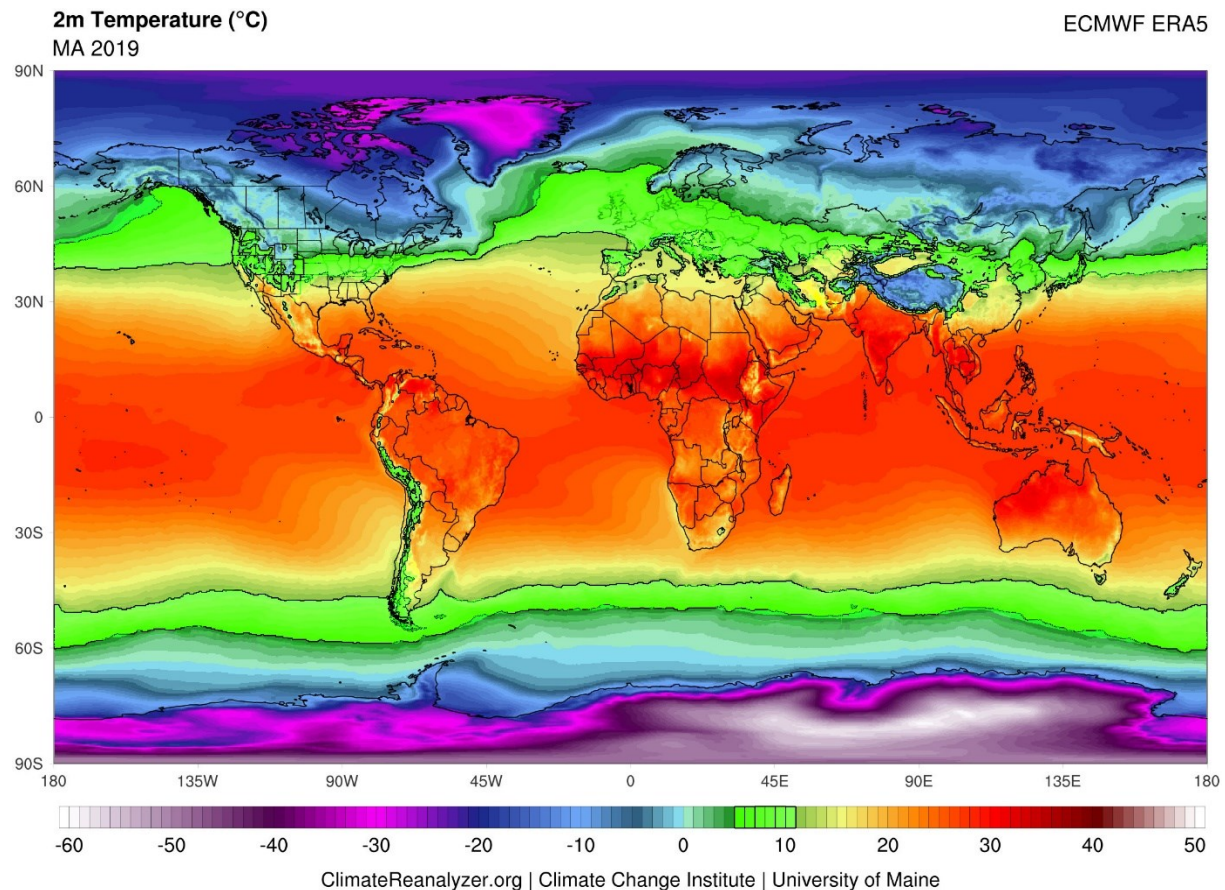 2m Temperature (°C)
ECMWF ERA5
MA 2019
90N
60N
30N
0
30S
60S
90S
180 135W 90W 45W 0 45E 90E 135E 180
-60 -50 -40 -30 -20 -10 0 10 20 30 40 50
ClimateReanalyzer.org | Climate Change Institute | University of Maine